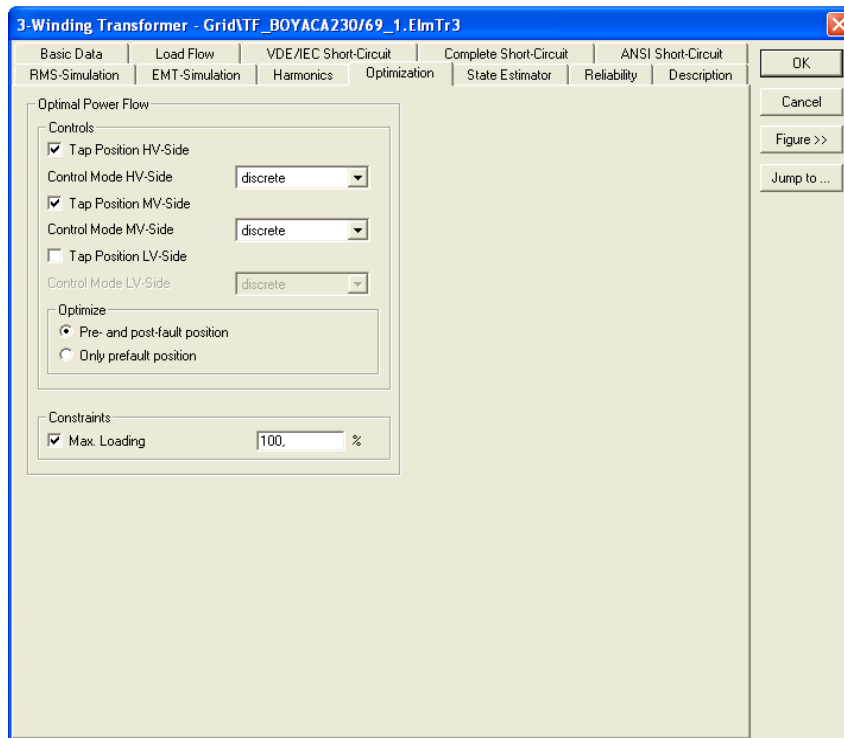 3-Winding Transformer - Grid\TF_BOYACA230/69_1.ElmTr3
Basic Data Load Flow VDE/IEC Short-Circuit Complete Short-Circuit ANSI Short-Circuit
RMS-Simulation EMT-Simulation Harmonics Optimization State Estimator Reliability Description
OK
Cancel
Figure >>
Jump to ...
Optimal Power Flow
Controls
Tap Position HV-Side
Control Mode HV-Side discrete
Tap Position MV-Side
Control Mode MV-Side discrete
Tap Position LV-Side
Control Mode LV-Side discrete
Optimize
Pre- and post-fault position
Only prefault position
Constraints
Max. Loading 100, %